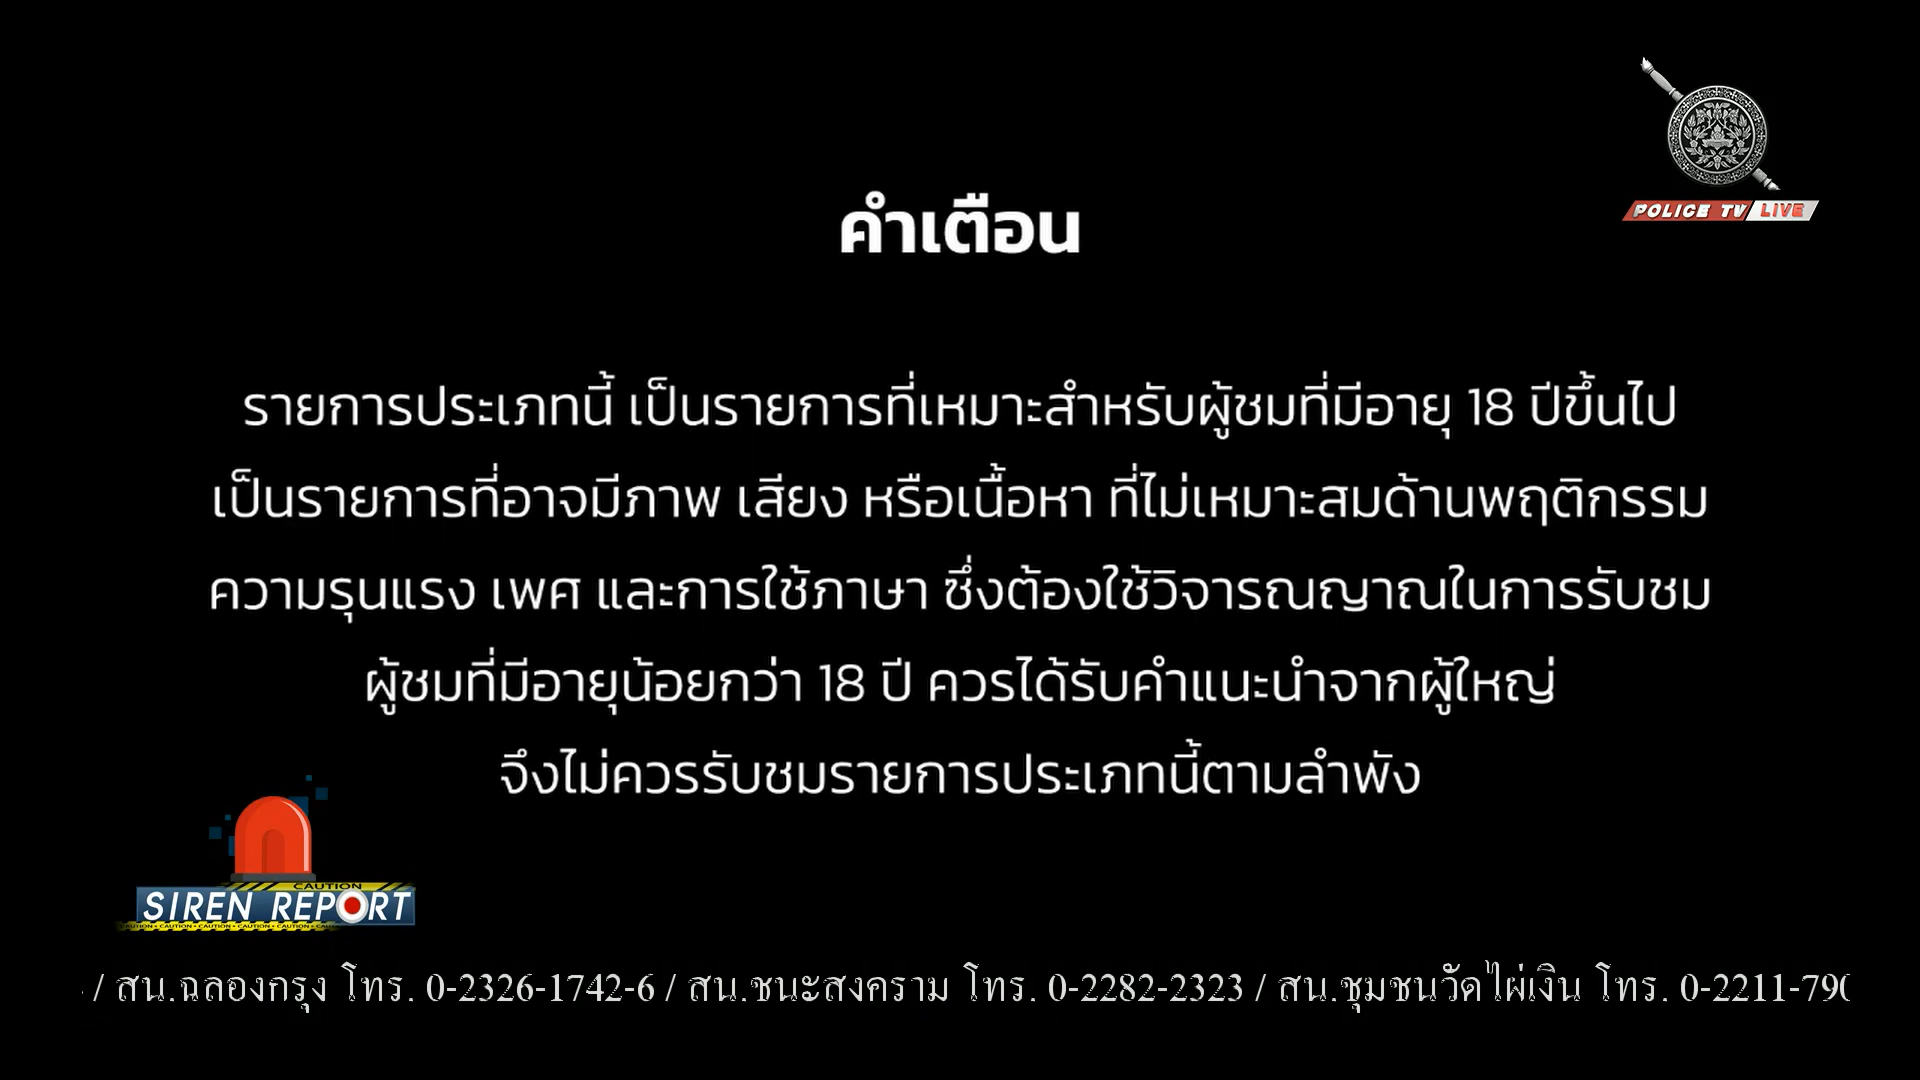 POLICE TV LIVE
คำเตือน
รายการประเภทนี้ เป็นรายการที่เหมาะสำหรับผู้ชมที่มีอายุ 18 ปีขึ้นไป
เป็นรายการที่อาจมีภาพ เสียง หรือเนื้อหา ที่ไม่เหมาะสมด้านพฤติกรรม
ความรุนแรง เพศ และการใช้ภาษา ซึ่งต้องใช้วิจารณญาณในการรับชม
ผู้ชมที่มีอายุน้อยกว่า 18 ปี ควรได้รับคำแนะนำจากผู้ใหญ่
จึงไม่ควรรับชมรายการประเภทนี้ตามลำพัง
CAUTION
SIREN REPORT
CAUTION • CAUTION • CAUTION • CAUTION • CAUTION
/ สน.ฉลองกรุง โทร. 0-2326-1742-6 / สน.ชนะสงคราม โทร. 0-2282-2323 / สน.ชุมชนวัดไผ่เงิน โทร. 0-2211-790